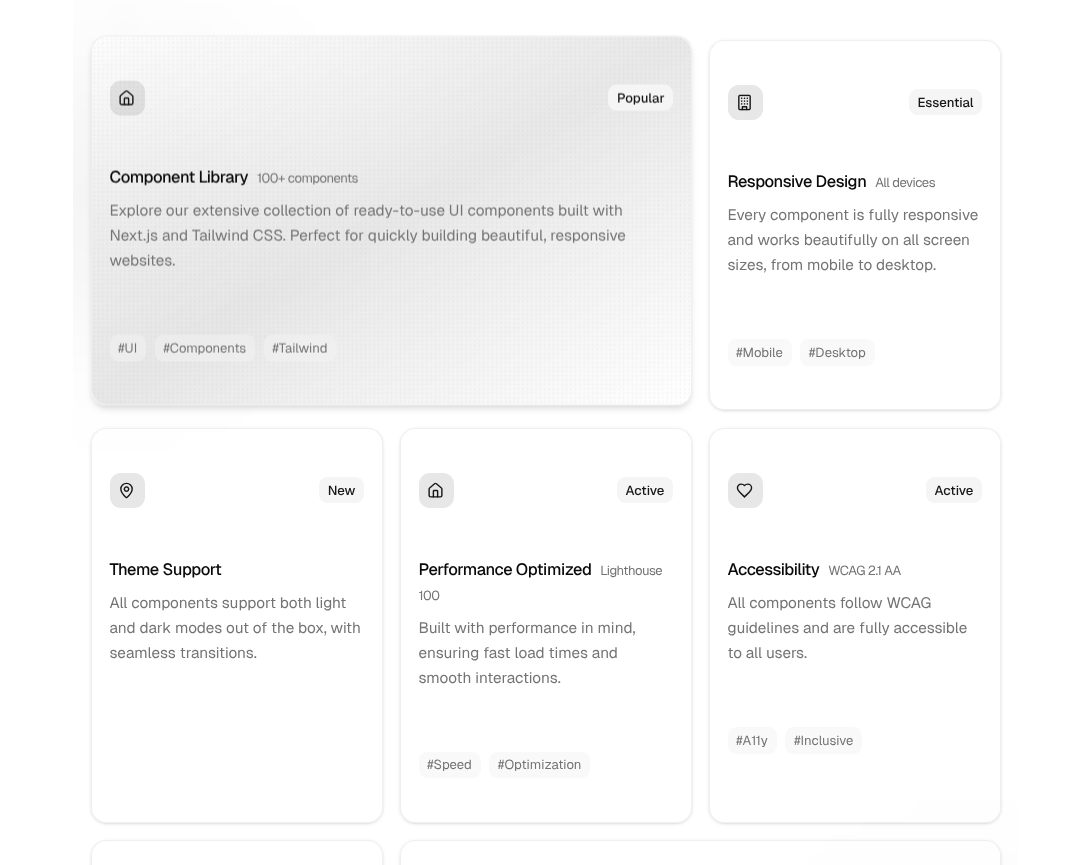 Popular
Component Library 100+ components
Explore our extensive collection of ready-to-use UI components built with
Next.js and Tailwind CSS. Perfect for quickly building beautiful, responsive
websites.
#UI #Components #Tailwind
Essential
Responsive Design All devices
Every component is fully responsive
and works beautifully on all screen
sizes, from mobile to desktop.
#Mobile #Desktop
New
Theme Support
All components support both light
and dark modes out of the box, with
seamless transitions.
Active
Performance Optimized Lighthouse
100
Built with performance in mind,
ensuring fast load times and
smooth interactions.
#Speed #Optimization
Active
Accessibility WCAG 2.1 AA
All components follow WCAG
guidelines and are fully accessible
to all users.
#A11y #Inclusive